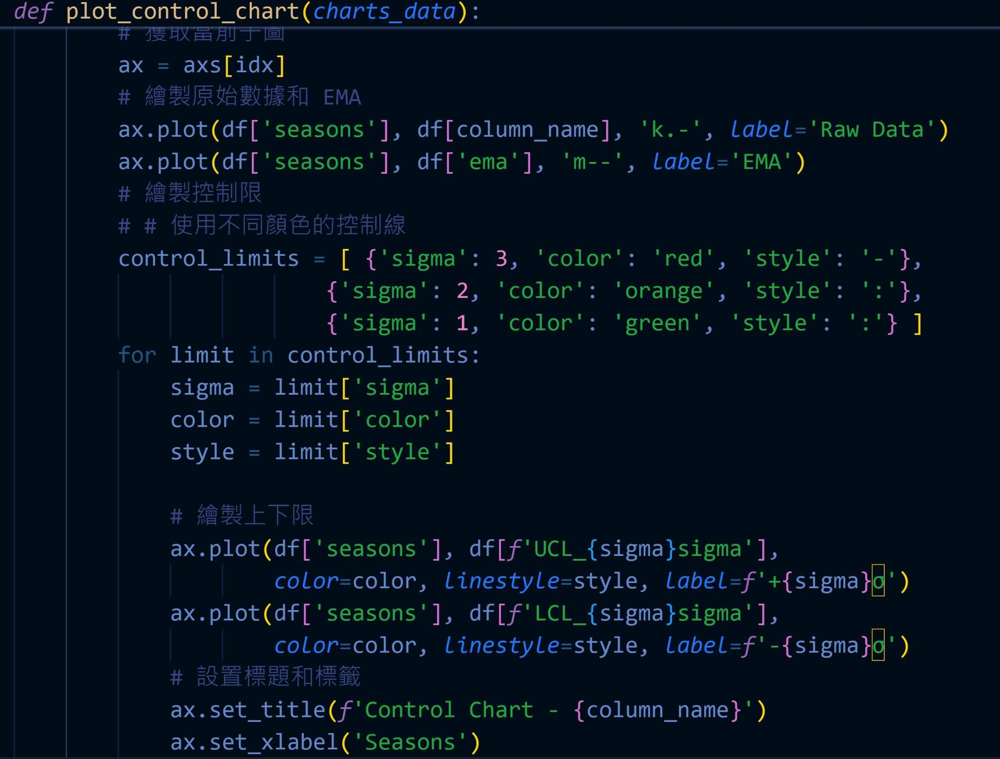 def plot_control_chart(charts_data):
# 獲取當前子圖
ax = axs[idx]
# 繪製原始數據和 EMA
ax.plot(df['seasons'], df[column_name], 'k.-', label='Raw Data')
ax.plot(df['seasons'], df['ema'], 'm--', label='EMA')
# 繪製控制限
# # 使用不同顏色的控制線
control_limits = [ {'sigma': 3, 'color': 'red', 'style': '-'},
{'sigma': 2, 'color': 'orange', 'style': ':'},
{'sigma': 1, 'color': 'green', 'style': ':'} ]
for limit in control_limits:
sigma = limit['sigma']
color = limit['color']
style = limit['style']
# 繪製上下限
ax.plot(df['seasons'], df[f'UCL_{sigma}sigma'],
color=color, linestyle=style, label=f'+{sigma}σ')
ax.plot(df['seasons'], df[f'LCL_{sigma}sigma'],
color=color, linestyle=style, label=f'-{sigma}σ')
# 設置標題和標籤
ax.set_title(f'Control Chart - {column_name}')
ax.set_xlabel('Seasons')